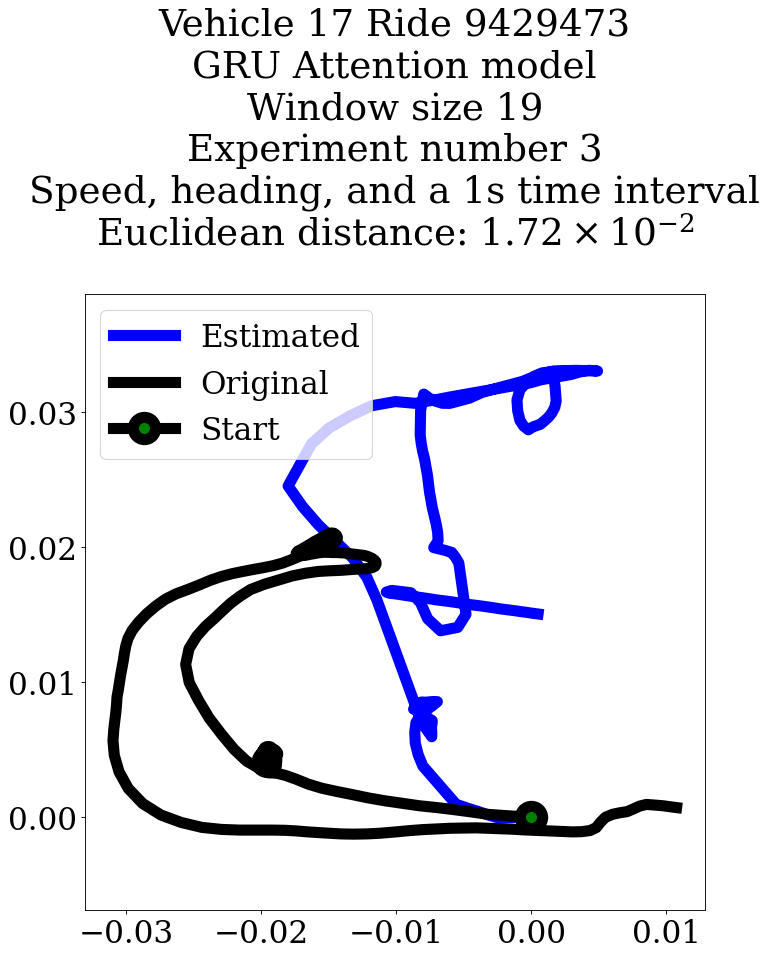 Vehicle 17 Ride 9429473
GRU Attention model
Window size 19
Experiment number 3
Speed, heading, and a 1s time interval
Euclidean distance: 1.72 × 10⁻²
Estimated
Original
Start
0.03
0.02
0.01
0.00
−0.03 −0.02 −0.01 0.00 0.01